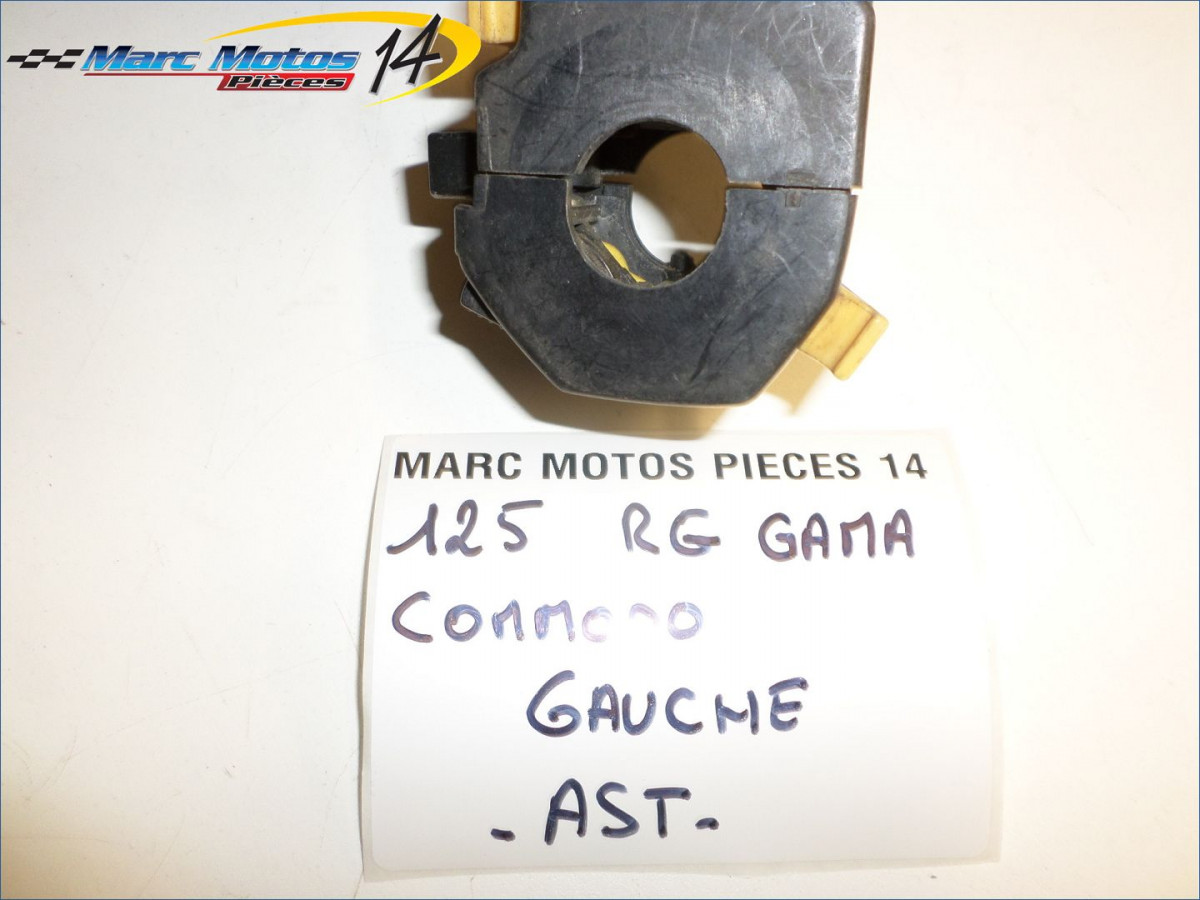 Marc Motos 14
Pièces
MARC MOTOS PIECES 14
125 RG GAMA
COMMODO
GAUCHE
- AST -